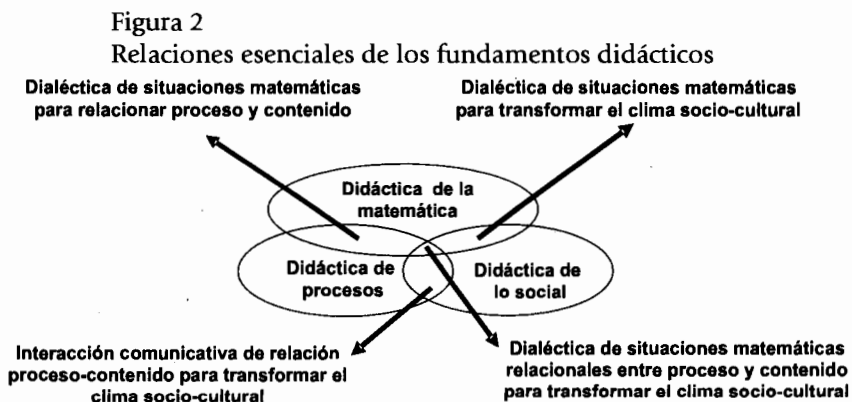 Figura 2
Relaciones esenciales de los fundamentos didácticos
Dialéctica de situaciones matemáticas
para relacionar proceso y contenido
Dialéctica de situaciones matemáticas
para transformar el clima socio-cultural
Didáctica de la
matemática
Didáctica de
procesos
Didáctica de
lo social
Interacción comunicativa de relación
proceso-contenido para transformar el
clima socio-cultural
Dialéctica de situaciones matemáticas
relacionales entre proceso y contenido
para transformar el clima socio-cultural